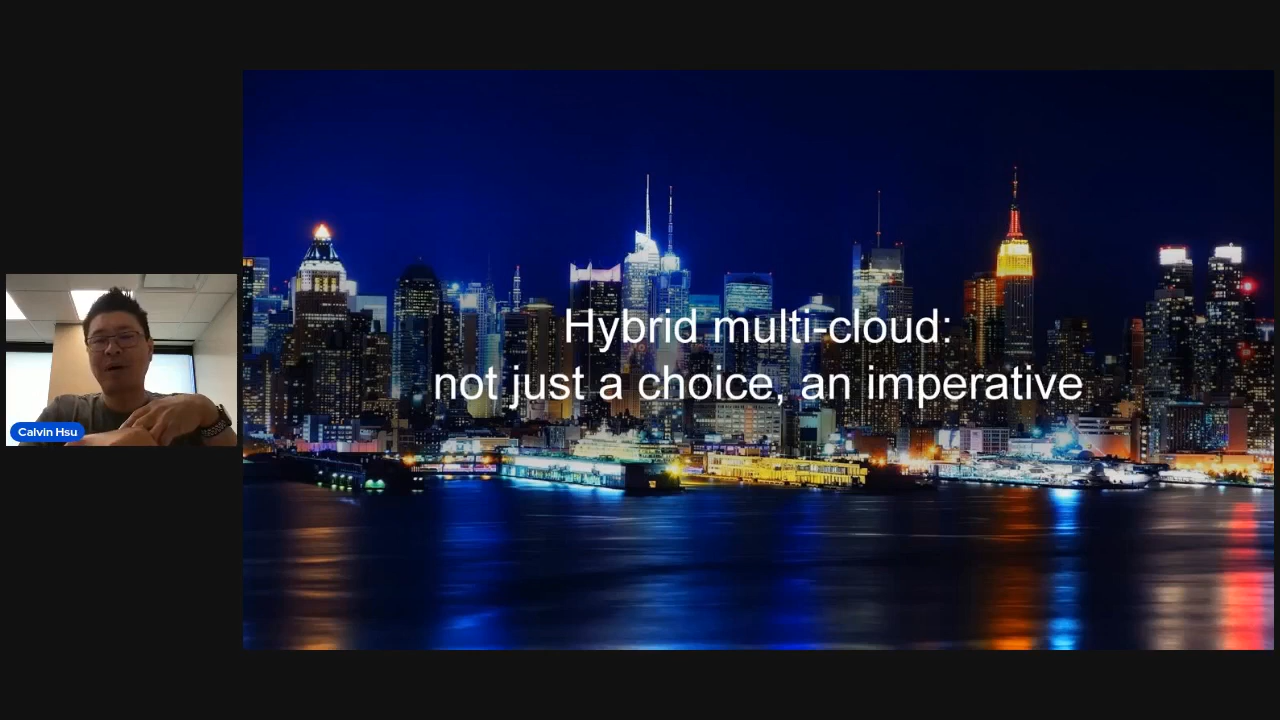 Calvin Hsu
Hybrid multi-cloud:
not just a choice, an imperative